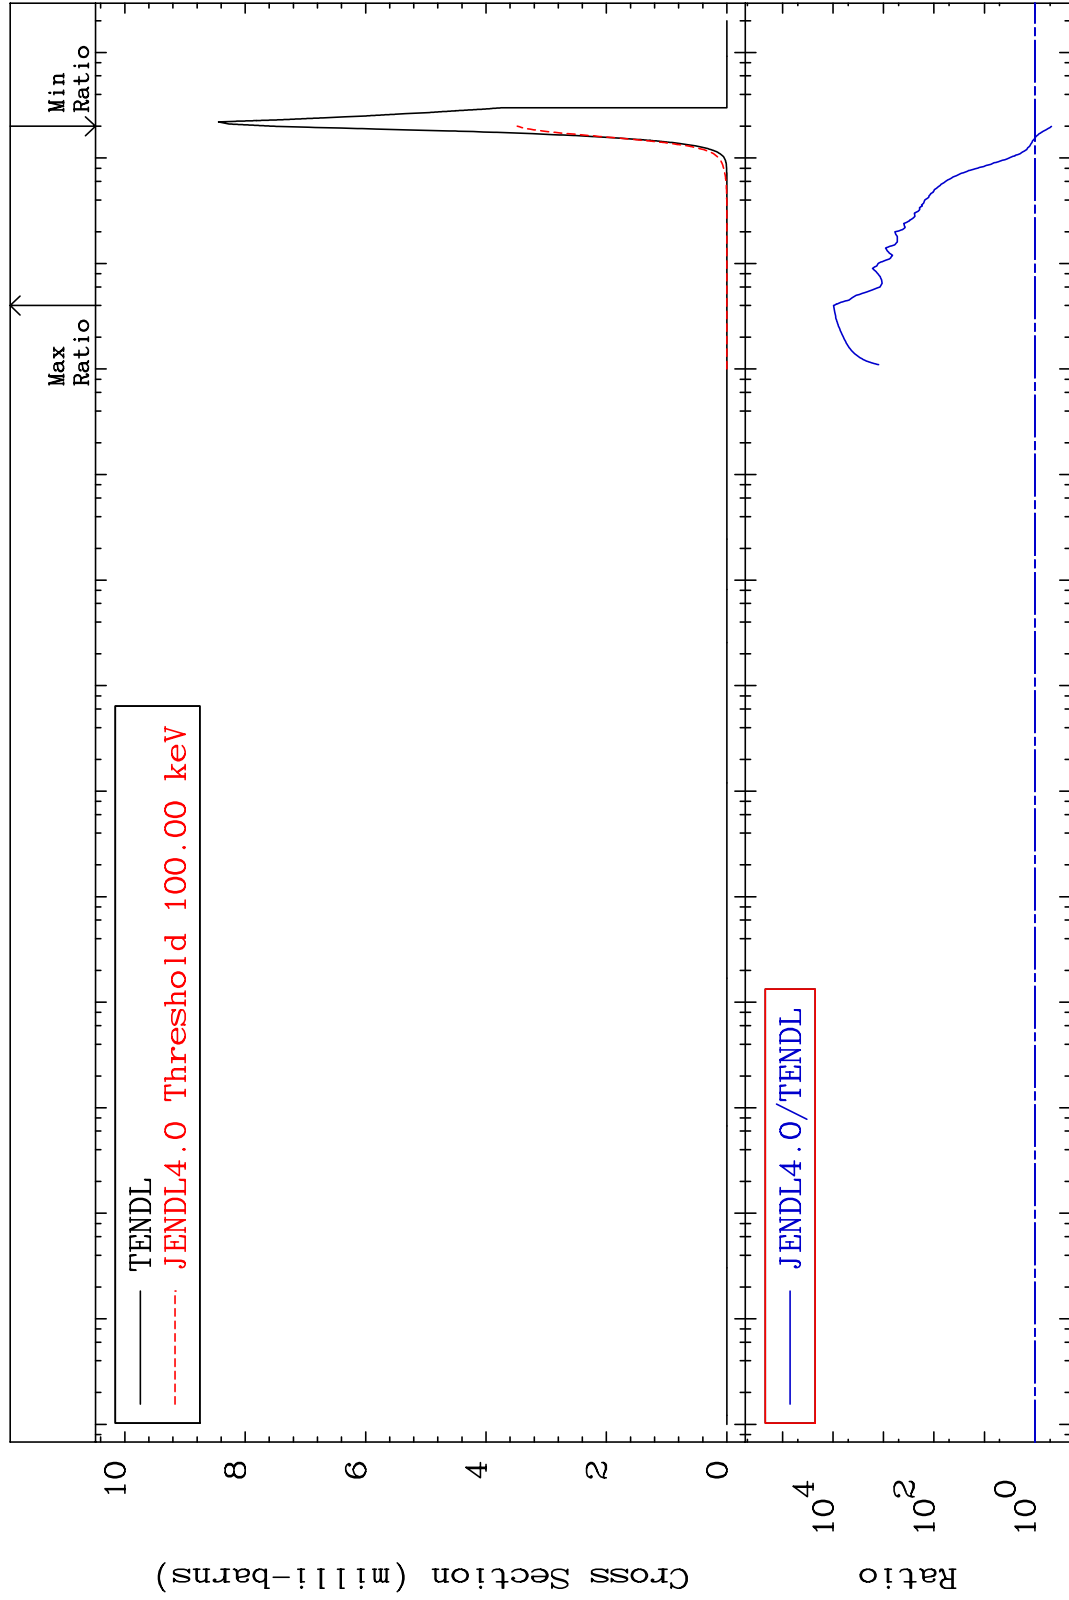 Max
Ratio
Min
Ratio
TENDL
JENDL4.0 Threshold 100.00 keV
10
8
6
4
2
0
Cross Section (milli-barns)
JENDL4.0/TENDL
10^4
10^2
10^0
Ratio